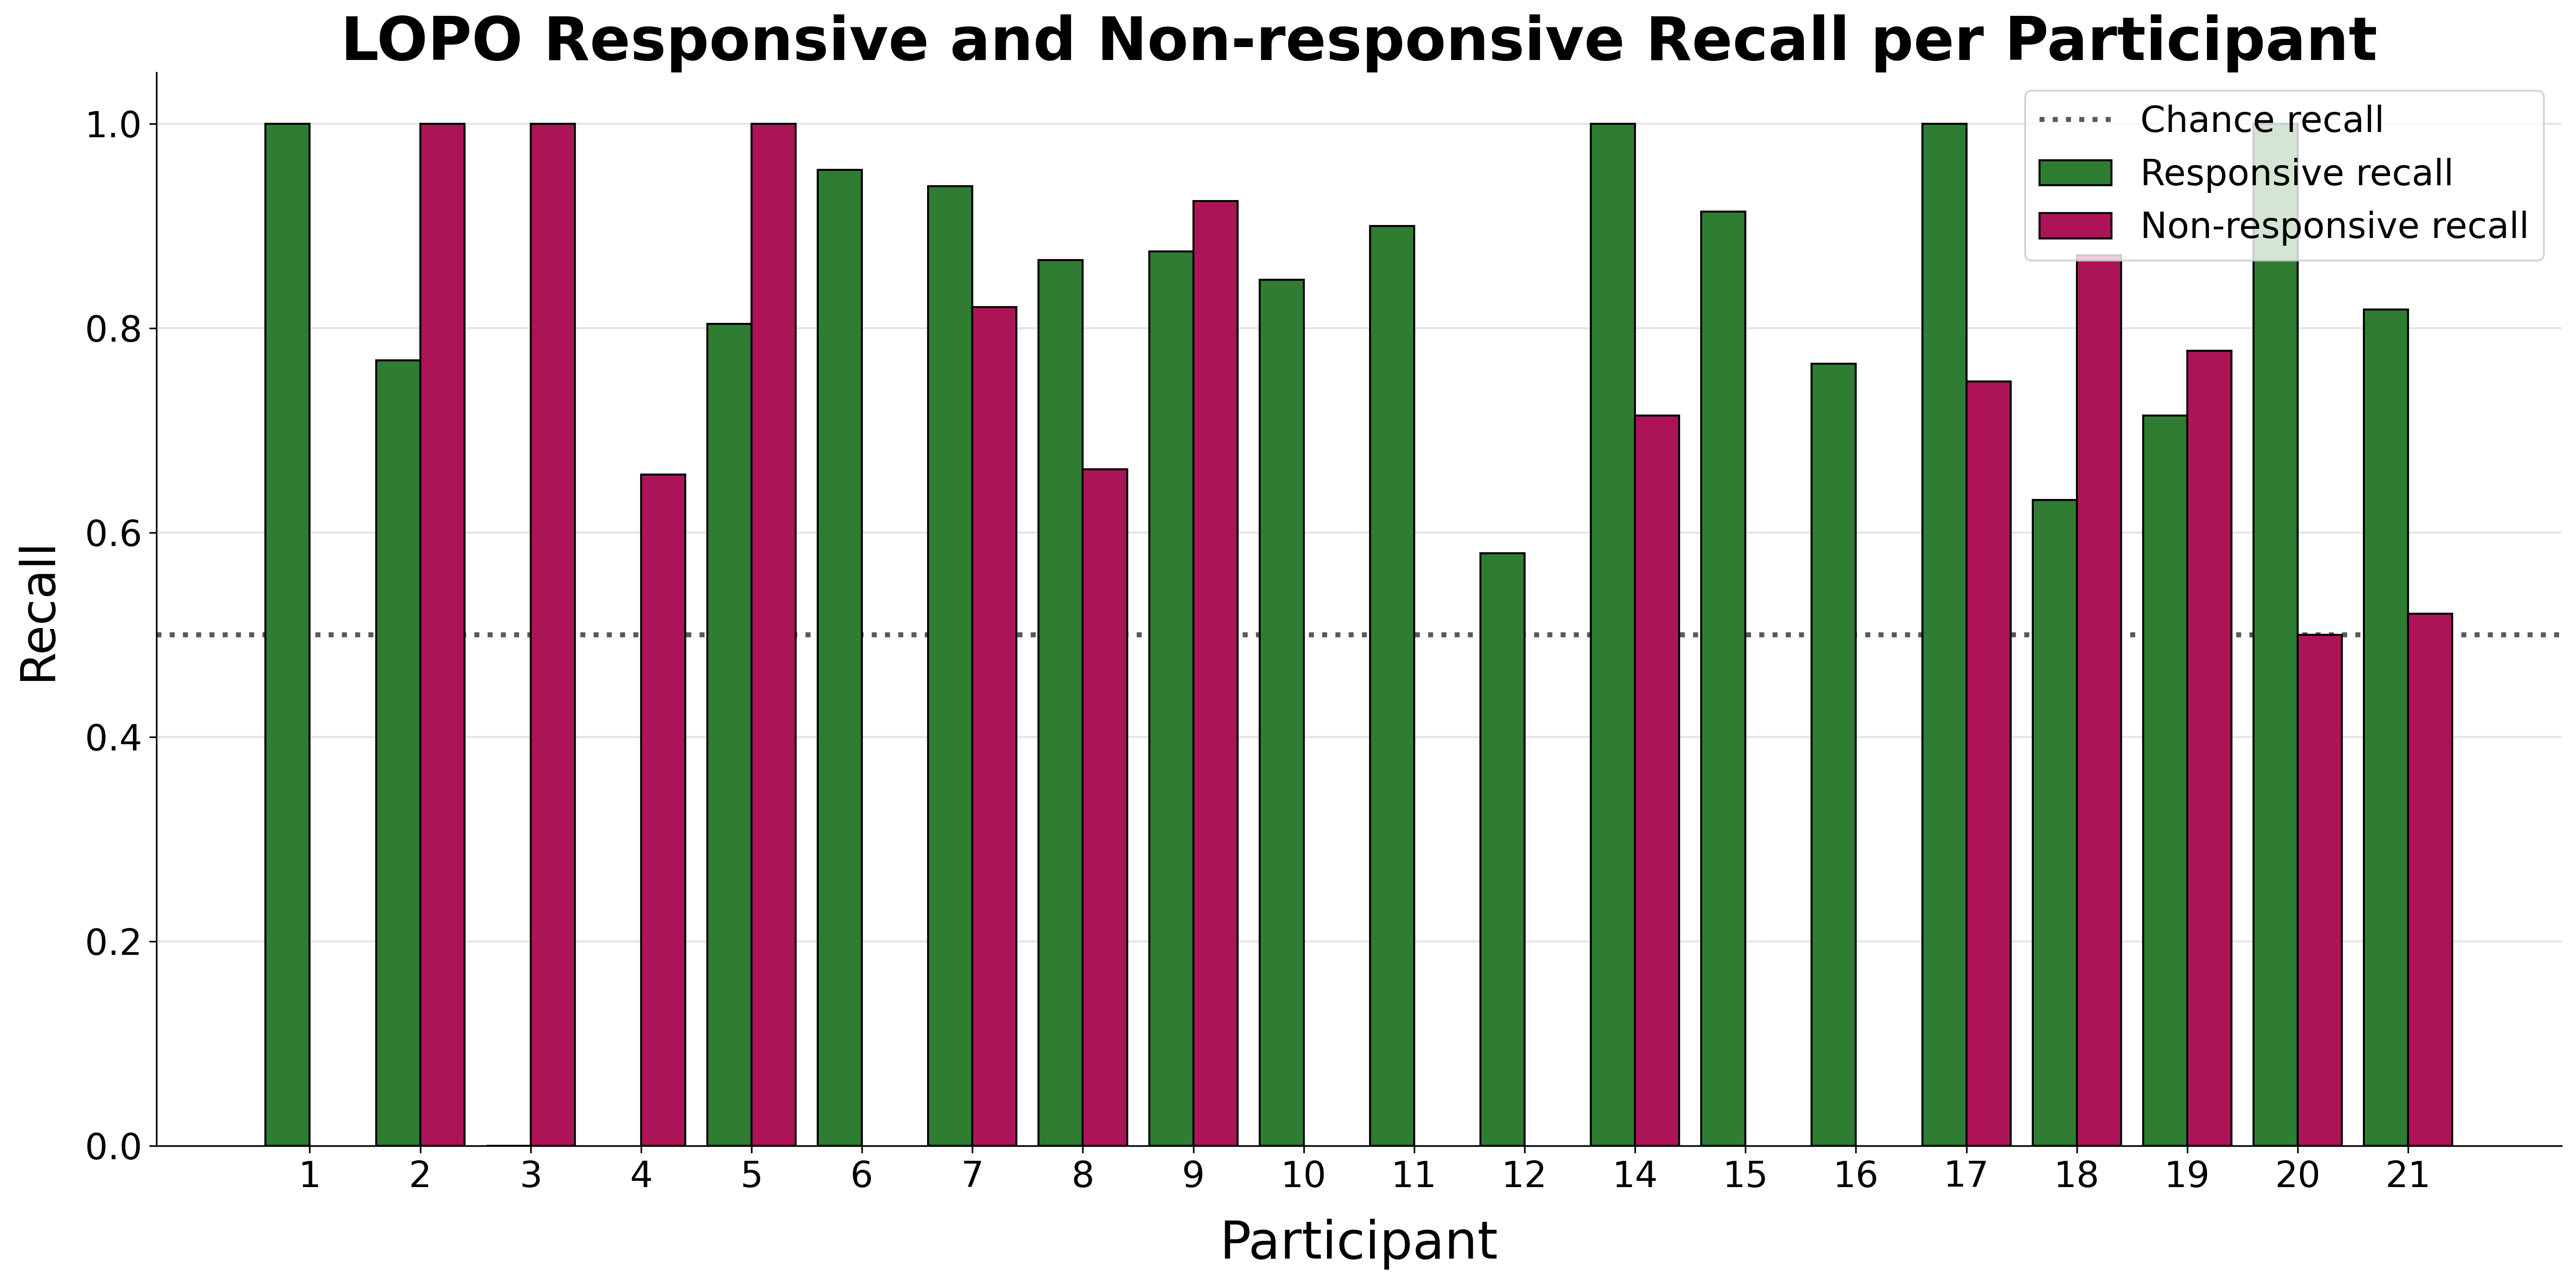 LOPO Responsive and Non-responsive Recall per Participant
Chance recall
Responsive recall
Non-responsive recall
1.0
0.8
0.6
0.4
0.2
0.0
Recall
1 2 3 4 5 6 7 8 9 10 11 12 14 15 16 17 18 19 20 21
Participant